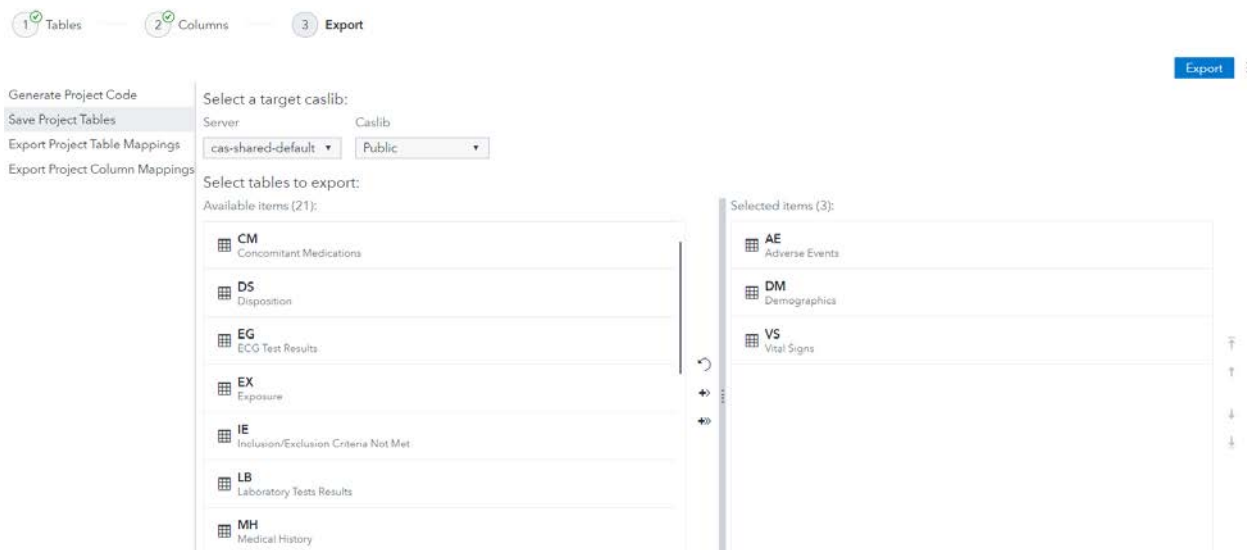 1 Tables 2 Columns 3 Export
Export
Generate Project Code
Save Project Tables
Export Project Table Mappings
Export Project Column Mappings
Select a target caslib:
Server Caslib
cas-shared-default Public
Select tables to export:
Available items (21):
CM
Concomitant Medications
DS
Disposition
EG
ECG Test Results
EX
Exposure
IE
Inclusion/Exclusion Criteria Not Met
LB
Laboratory Tests Results
MH
Medical History
Selected items (3):
AE
Adverse Events
DM
Demographics
VS
Vital Signs